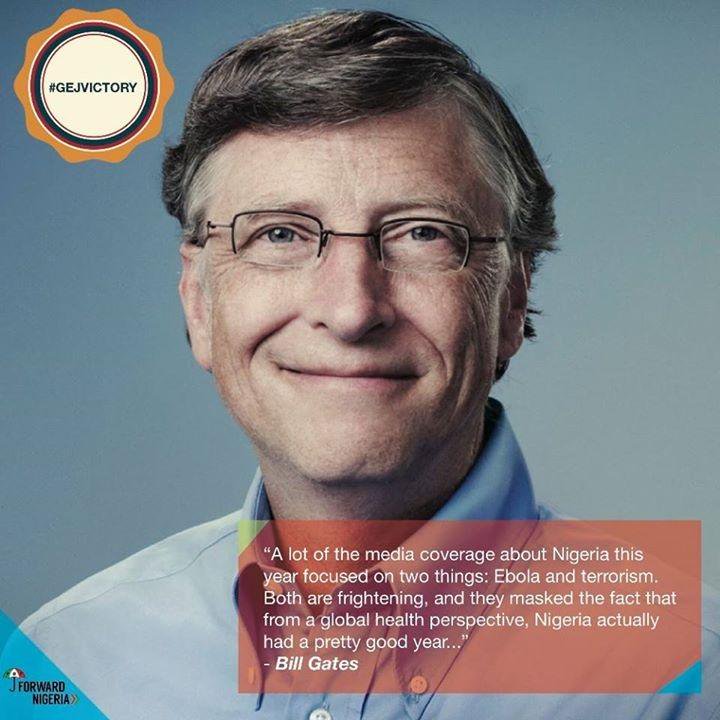 #GEJVICTORY
“A lot of the media coverage about Nigeria this
year focused on two things: Ebola and terrorism.
Both are frightening, and they masked the fact that
from a global health perspective, Nigeria actually
had a pretty good year...”
- Bill Gates
FORWARD
NIGERIA»